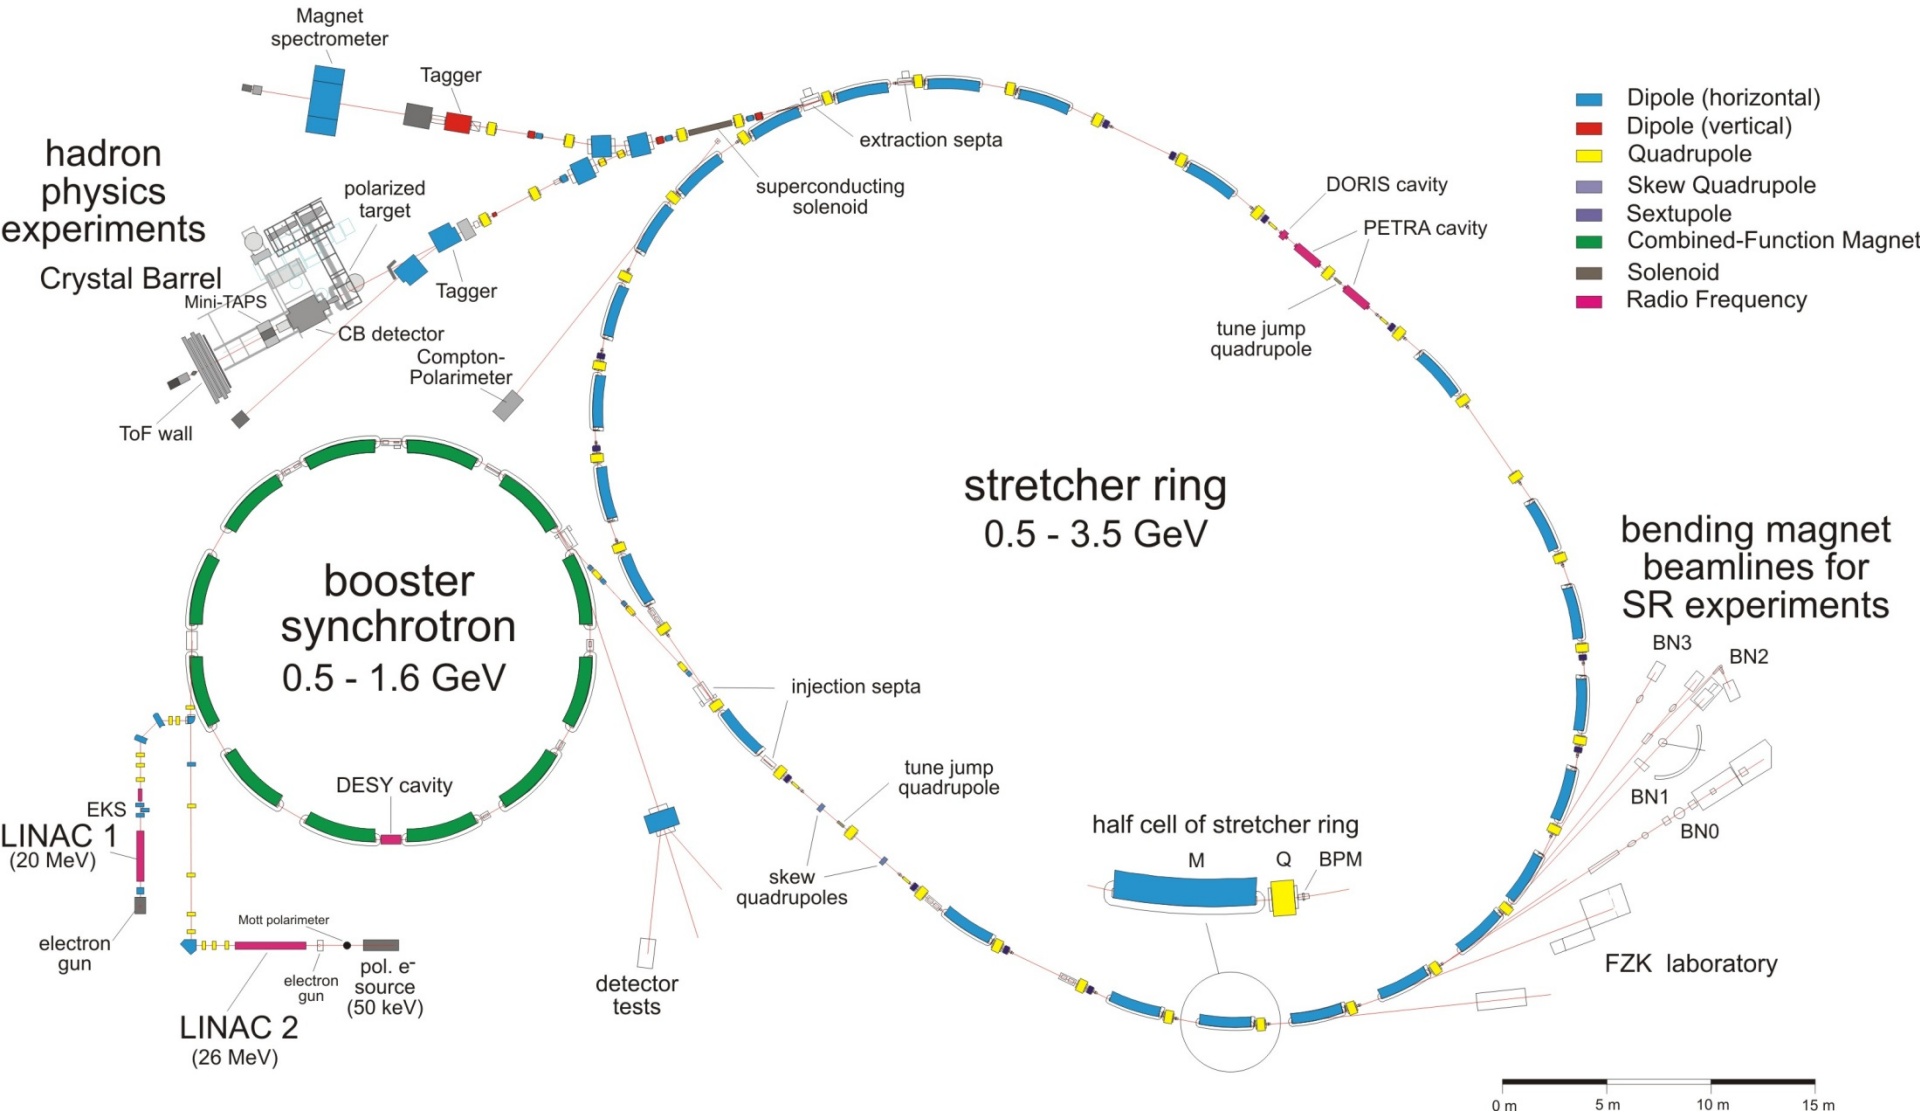 Magnet
spectrometer
Tagger
hadron
physics
experiments
Crystal Barrel
polarized
target
Mini-TAPS
Tagger
CB detector
Compton-
Polarimeter
ToF wall
extraction septa
superconducting
solenoid
DORIS cavity
PETRA cavity
tune jump
quadrupole
Dipole (horizontal)
Dipole (vertical)
Quadrupole
Skew Quadrupole
Sextupole
Combined-Function Magnet
Solenoid
Radio Frequency
stretcher ring
0.5 - 3.5 GeV
booster
synchrotron
0.5 - 1.6 GeV
bending magnet
beamlines for
SR experiments
BN3
BN2
BN1
BN0
injection septa
tune jump
quadrupole
DESY cavity
EKS
LINAC 1
(20 MeV)
skew
quadrupoles
half cell of stretcher ring
M
Q
BPM
electron
gun
Mott polarimeter
electron
gun
pol. e-
source
(50 keV)
LINAC 2
(26 MeV)
detector
tests
FZK laboratory
0 m
5 m
10 m
15 m